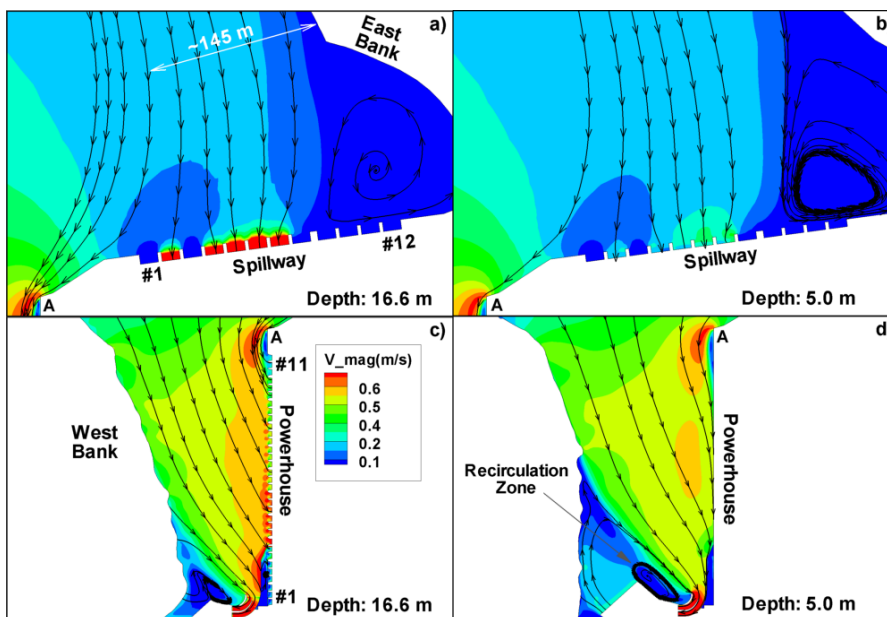 a)
East
Bank
~145 m
#1
Spillway
#12
A
Depth: 16.6 m
b)
Spillway
A
Depth: 5.0 m
c)
A
#11
V_mag(m/s)
0.6
0.5
0.4
0.2
0.1
West
Bank
Powerhouse
#1
Depth: 16.6 m
d)
A
Powerhouse
Recirculation
Zone
Depth: 5.0 m